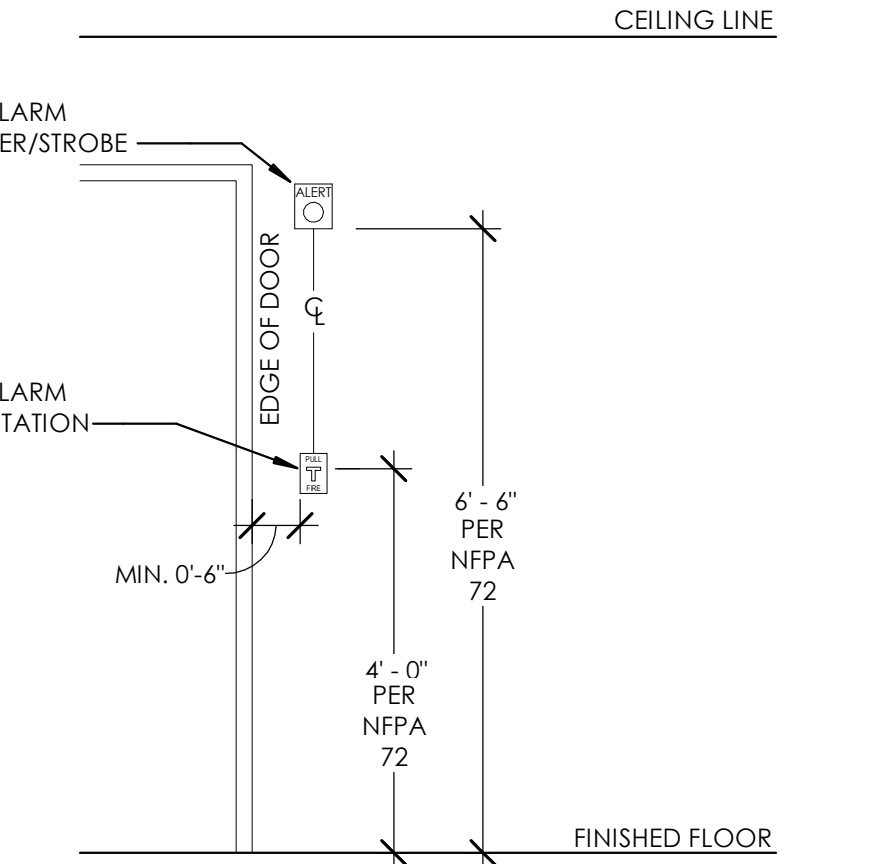 CEILING LINE
LARM
ER/STROBE
ALERT
EDGE OF DOOR
℄
LARM
TATION
PULL
FIRE
MIN. 0'-6"
6' - 6"
PER
NFPA
72
4' - 0"
PER
NFPA
72
FINISHED FLOOR